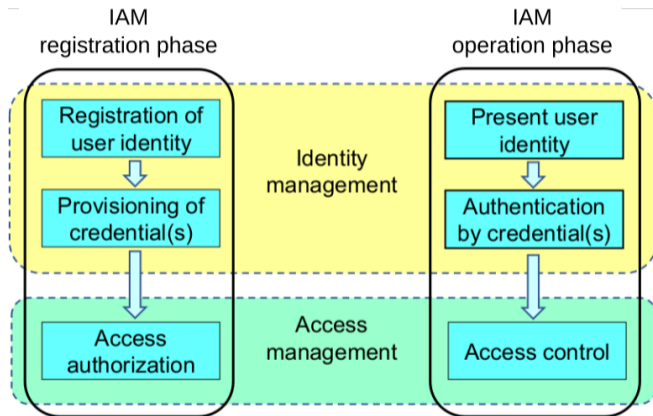 IAM
registration phase
IAM
operation phase
Registration of
user identity
Present user
identity
Identity
management
Provisioning of
credential(s)
Authentication
by credential(s)
Access
management
Access
authorization
Access control